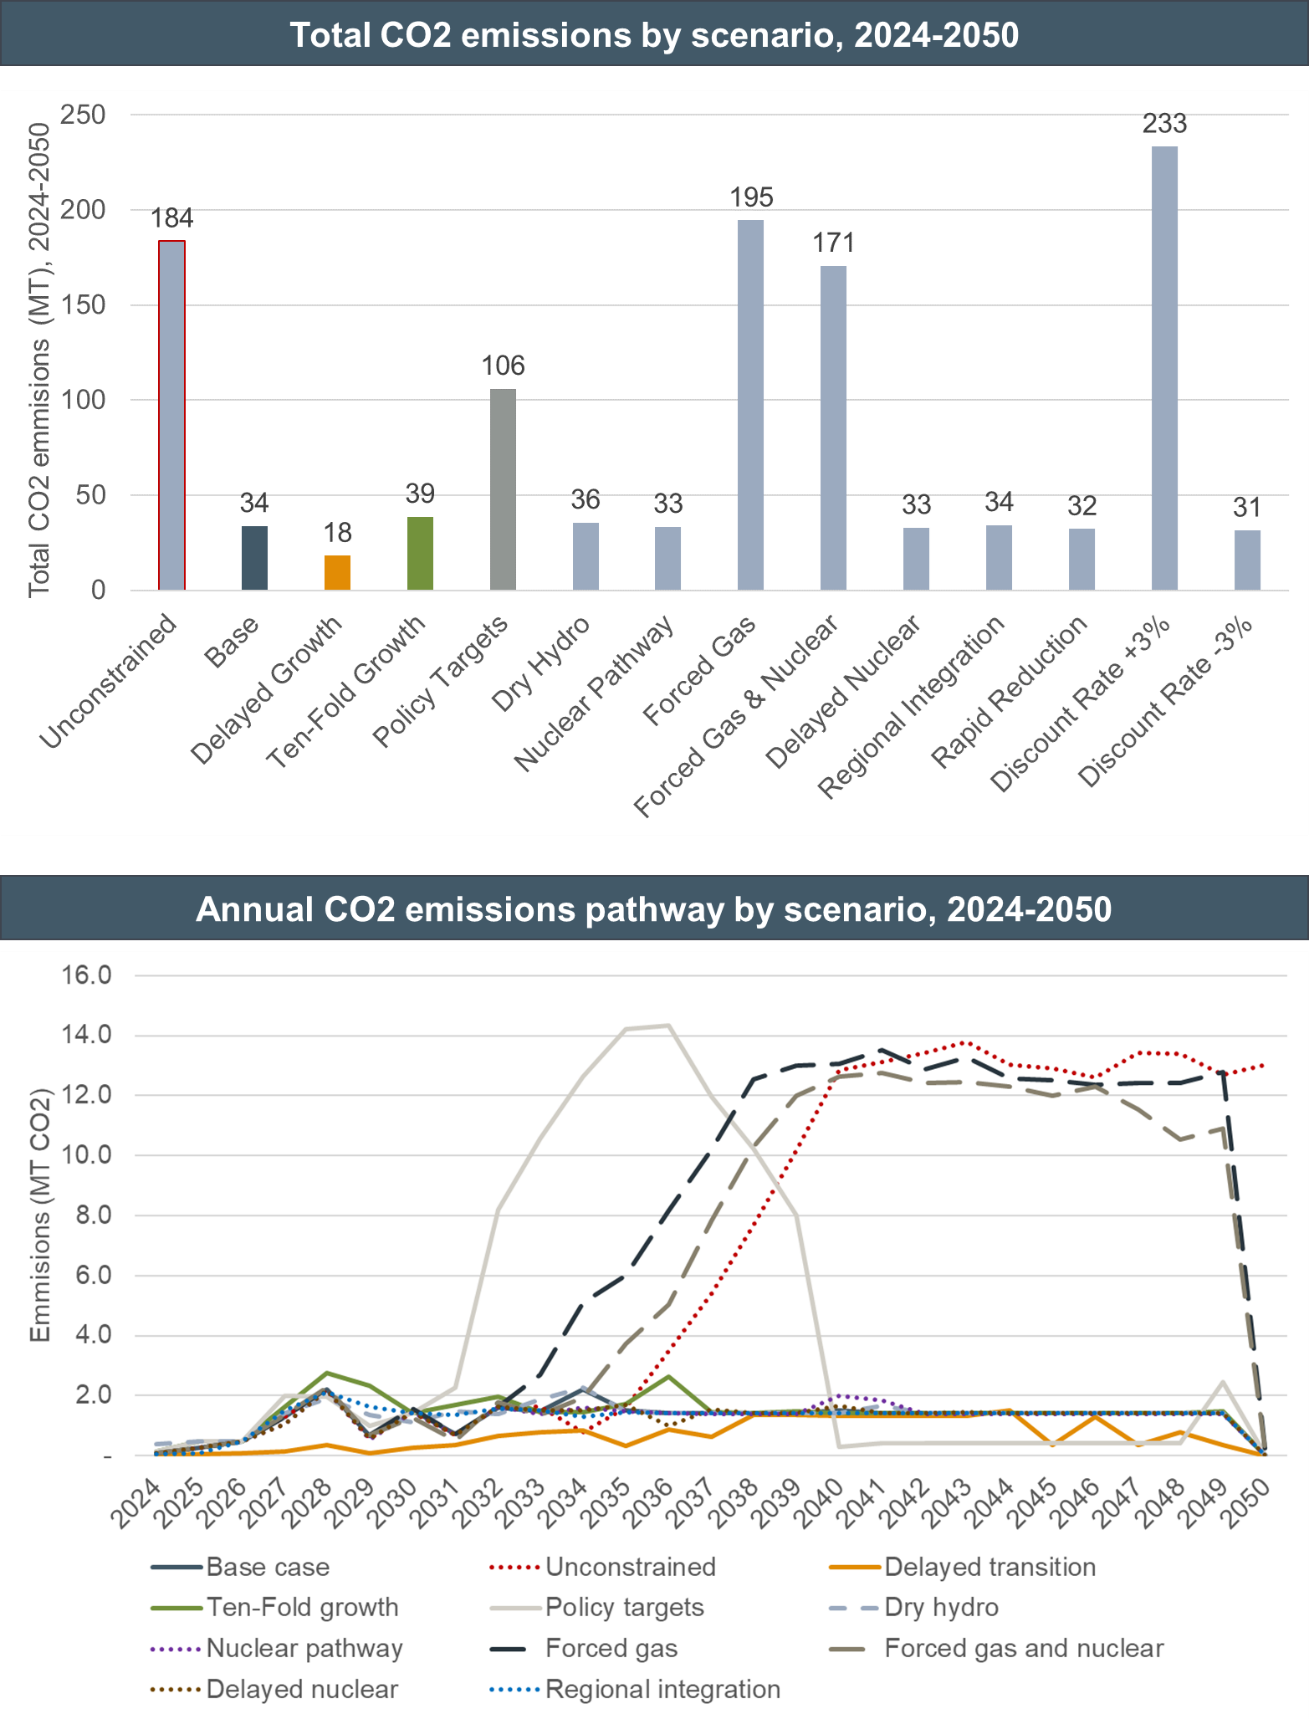 Total CO2 emissions by scenario, 2024-2050
Total CO2 emmisions (MT), 2024-2050
250
200
150
100
50
0
184
34
18
39
106
36
33
195
171
33
34
32
233
31
Unconstrained
Base
Delayed Growth
Ten-Fold Growth
Policy Targets
Dry Hydro
Nuclear Pathway
Forced Gas
Forced Gas & Nuclear
Delayed Nuclear
Regional Integration
Rapid Reduction
Discount Rate +3%
Discount Rate -3%
Annual CO2 emissions pathway by scenario, 2024-2050
Emmisions (MT CO2)
16.0
14.0
12.0
10.0
8.0
6.0
4.0
2.0
-
2024
2025
2026
2027
2028
2029
2030
2031
2032
2033
2034
2035
2036
2037
2038
2039
2040
2041
2042
2043
2044
2045
2046
2047
2048
2049
2050
Base case
Unconstrained
Delayed transition
Ten-Fold growth
Policy targets
Dry hydro
Nuclear pathway
Forced gas
Forced gas and nuclear
Delayed nuclear
Regional integration